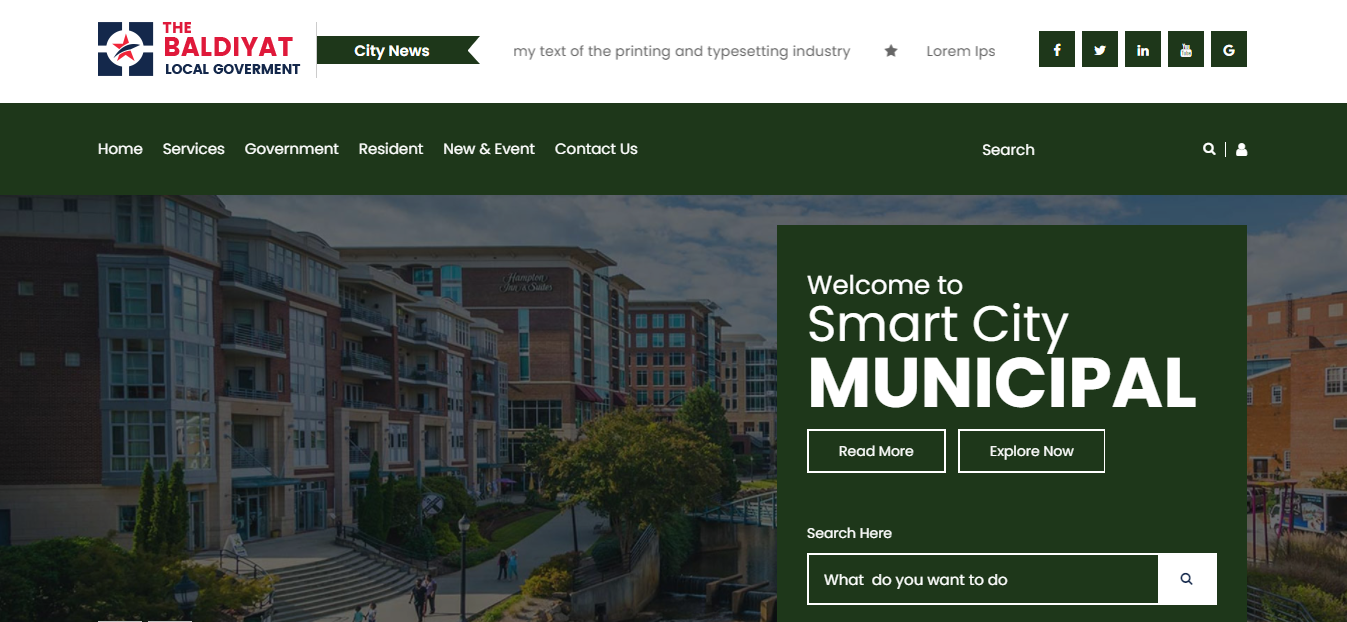 THE
BALDIYAT
LOCAL GOVERMENT
City News
my text of the printing and typesetting industry ★ Lorem Ips
Home Services Government Resident New & Event Contact Us
Search
Hampton
Inn & Suites
Welcome to
Smart City
MUNICIPAL
Read More Explore Now
Search Here
What  do you want to do